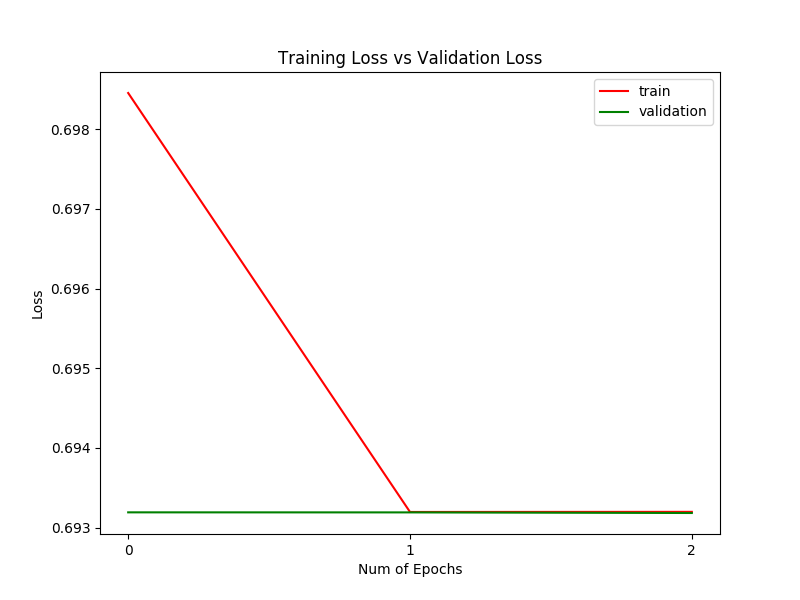 Training Loss vs Validation Loss
train
validation
0.698
0.697
0.696
0.695
0.694
0.693
Loss
0 1 2
Num of Epochs